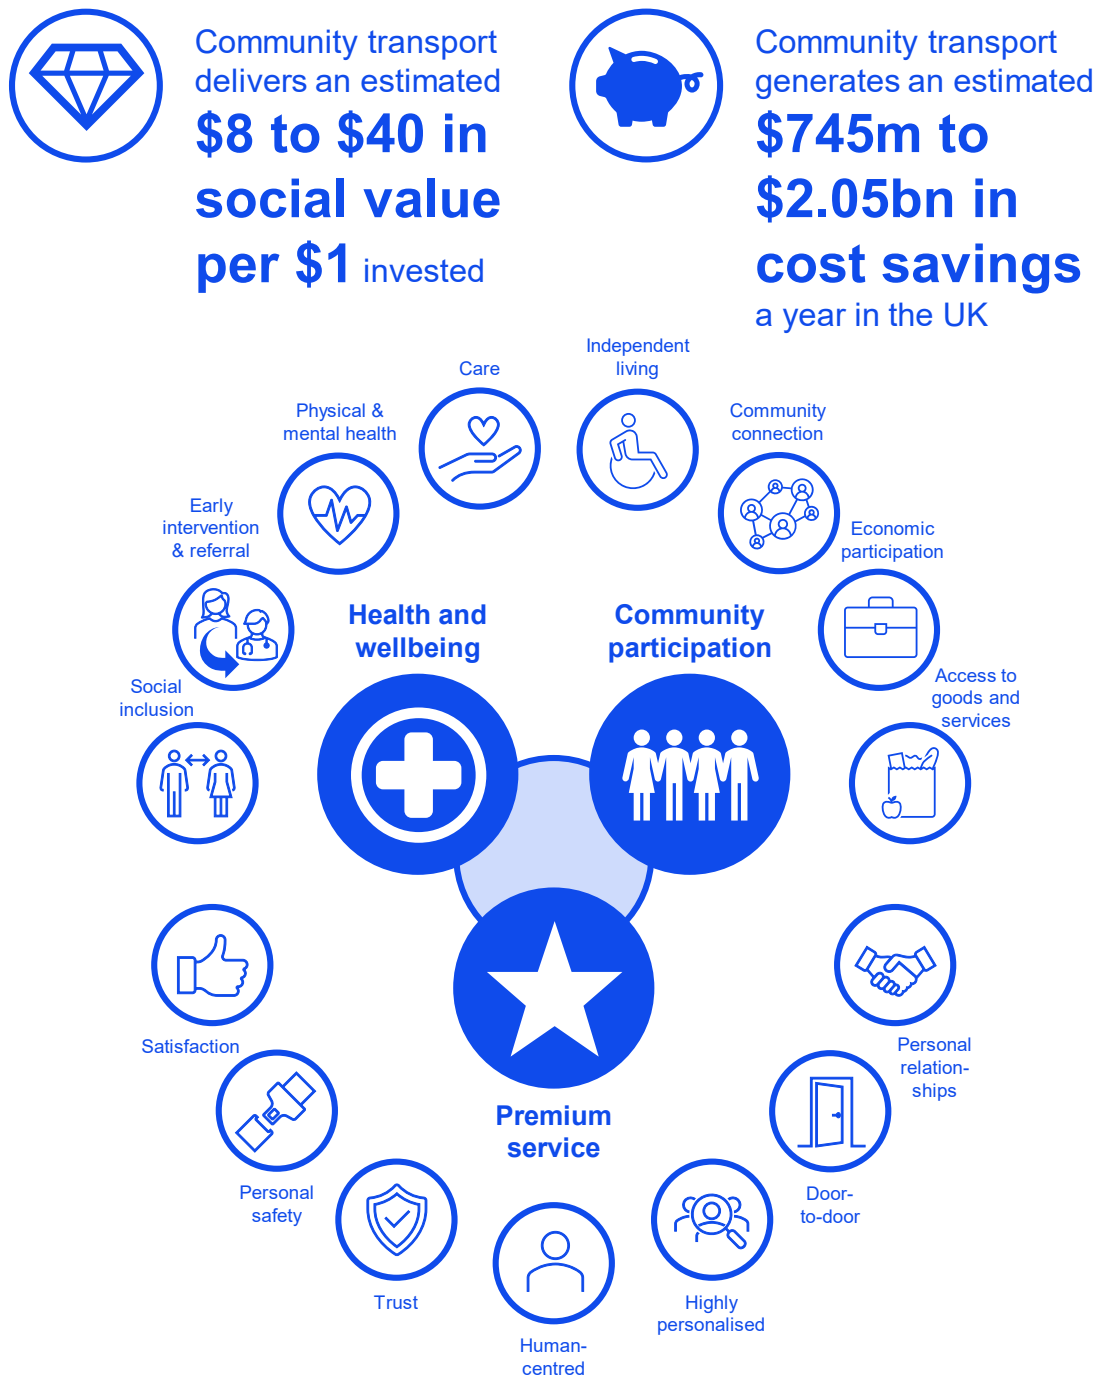 Community transport
delivers an estimated
$8 to $40 in
social value
per $1 invested
Community transport
generates an estimated
$745m to
$2.05bn in
cost savings
a year in the UK
Care
Independent
living
Physical &
mental health
Community
connection
Early
intervention
& referral
Economic
participation
Health and
wellbeing
Community
participation
Social
inclusion
Access to
goods and
services
Satisfaction
Personal
relation-
ships
Premium
service
Personal
safety
Door-
to-door
Trust
Highly
personalised
Human-
centred